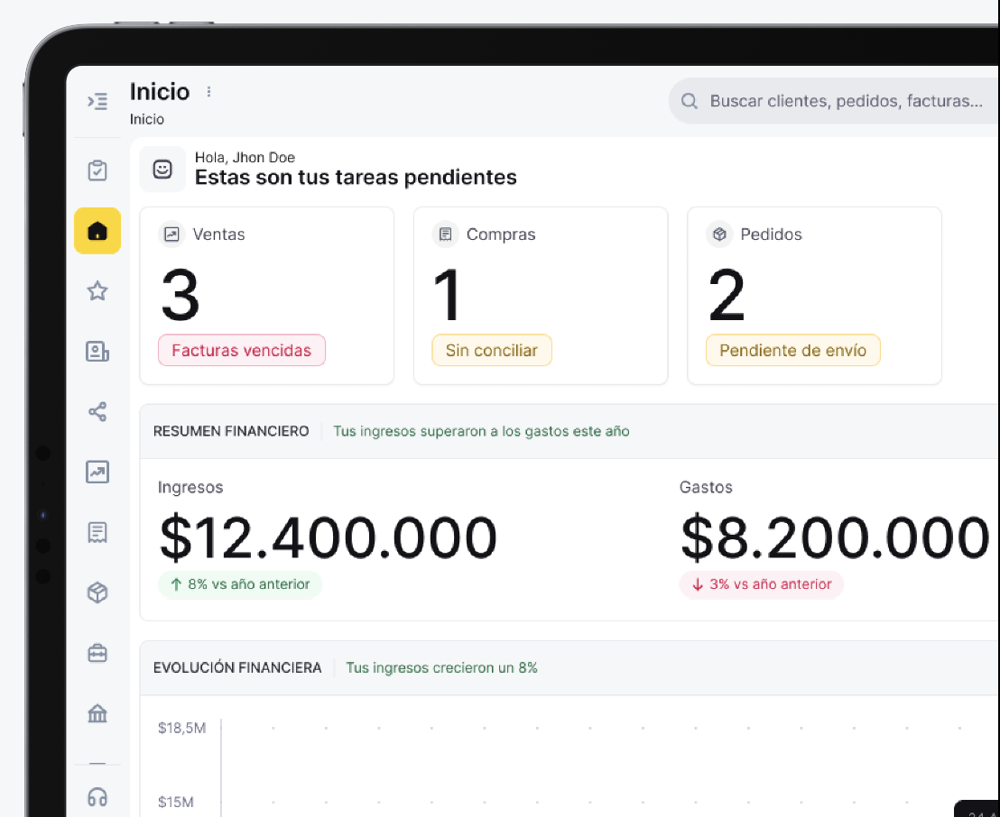 Inicio
Inicio
Buscar clientes, pedidos, facturas...
Hola, Jhon Doe
Estas son tus tareas pendientes
Ventas
3
Facturas vencidas
Compras
1
Sin conciliar
Pedidos
2
Pendiente de envío
RESUMEN FINANCIERO
Tus ingresos superaron a los gastos este año
Ingresos
$12.400.000
8% vs año anterior
Gastos
$8.200.000
3% vs año anterior
EVOLUCIÓN FINANCIERA
Tus ingresos crecieron un 8%
$18,5M
$15M